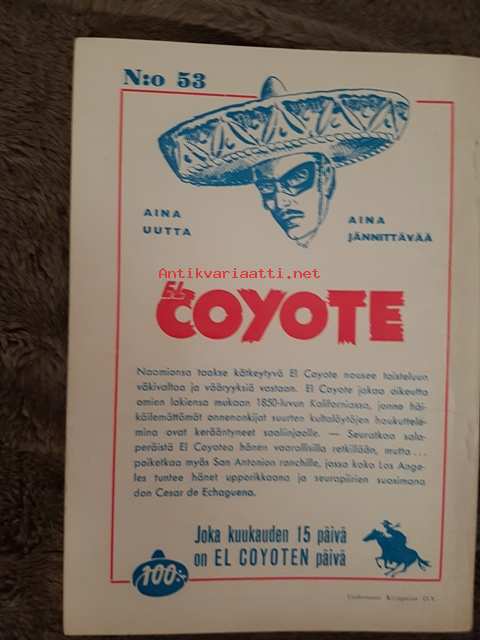 N:o 53
AINA
UUTTA
AINA
JÄNNITTÄVÄÄ
Antikvariaatti.net
EL
COYOTE
Naamionsa taakse kätkeytyvä El Coyote nousee taisteluun
väkivaltaa ja vääryyksiä vastaan. El Coyote jakaa oikeutta
omien lakiensa mukaan 1850-luvun Kaliforniassa, jonne häi-
käilemättömät onnenonkijat suurten kultalöytöjen houkuttele-
mina ovat kerääntyneet saaliinjaolle. — Seuratkaa sala-
peräistä El Coyotea hänen vaarallisilla retkillään, mutta...
poiketkaa myös San Antonion ranchille, jossa koko Los Ange-
les tuntee hänet upporikkaana ja seurapiirien suosimana
don Cesar de Echaguena.
Joka kuukauden 15 päivä
on EL COYOTEN päivä
100:-
Uudenmaan Kirjapaino O.Y.